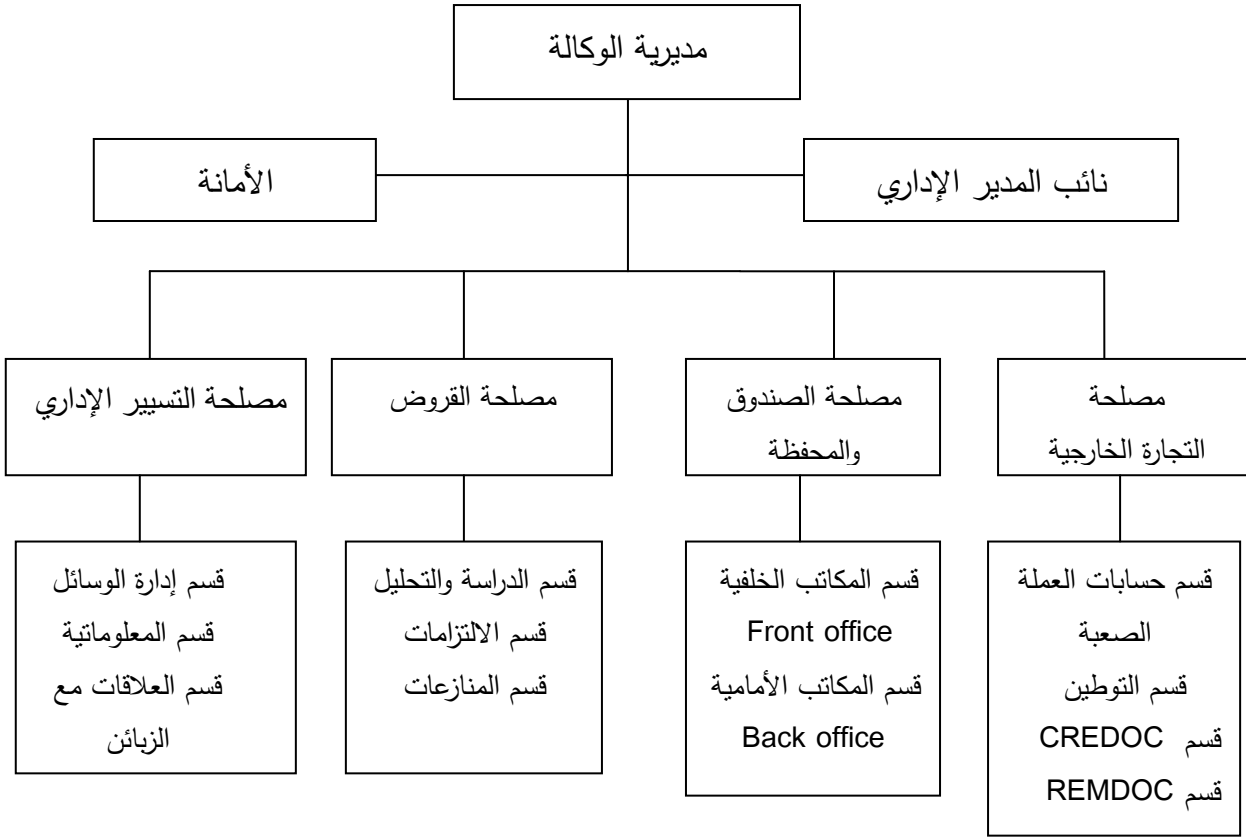 مديرية الوكالة
نائب المدير الإداري
الأمانة
مصلحة
التجارة الخارجية
مصلحة الصندوق
والمحفظة
مصلحة القروض
مصلحة التسيير الإداري
قسم حسابات العملة
الصعبة
قسم التوطين
قسم CREDOC
قسم REMDOC
قسم المكاتب الخلفية
Front office
قسم المكاتب الأمامية
Back office
قسم الدراسة والتحليل
قسم الالتزامات
قسم المنازعات
قسم إدارة الوسائل
قسم المعلوماتية
قسم العلاقات مع
الزبائن